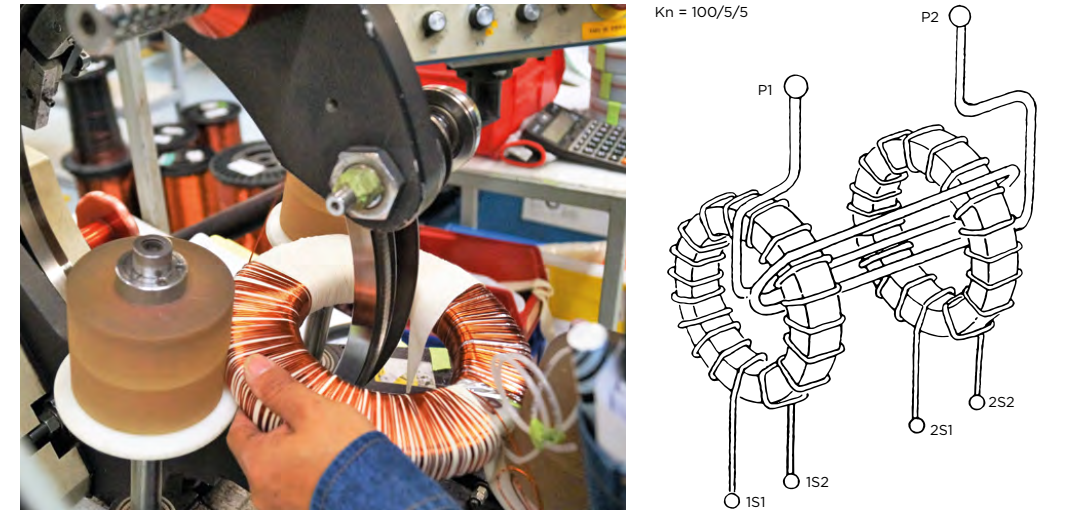 Kn = 100/5/5
P2
P1
2S2
2S1
1S2
1S1